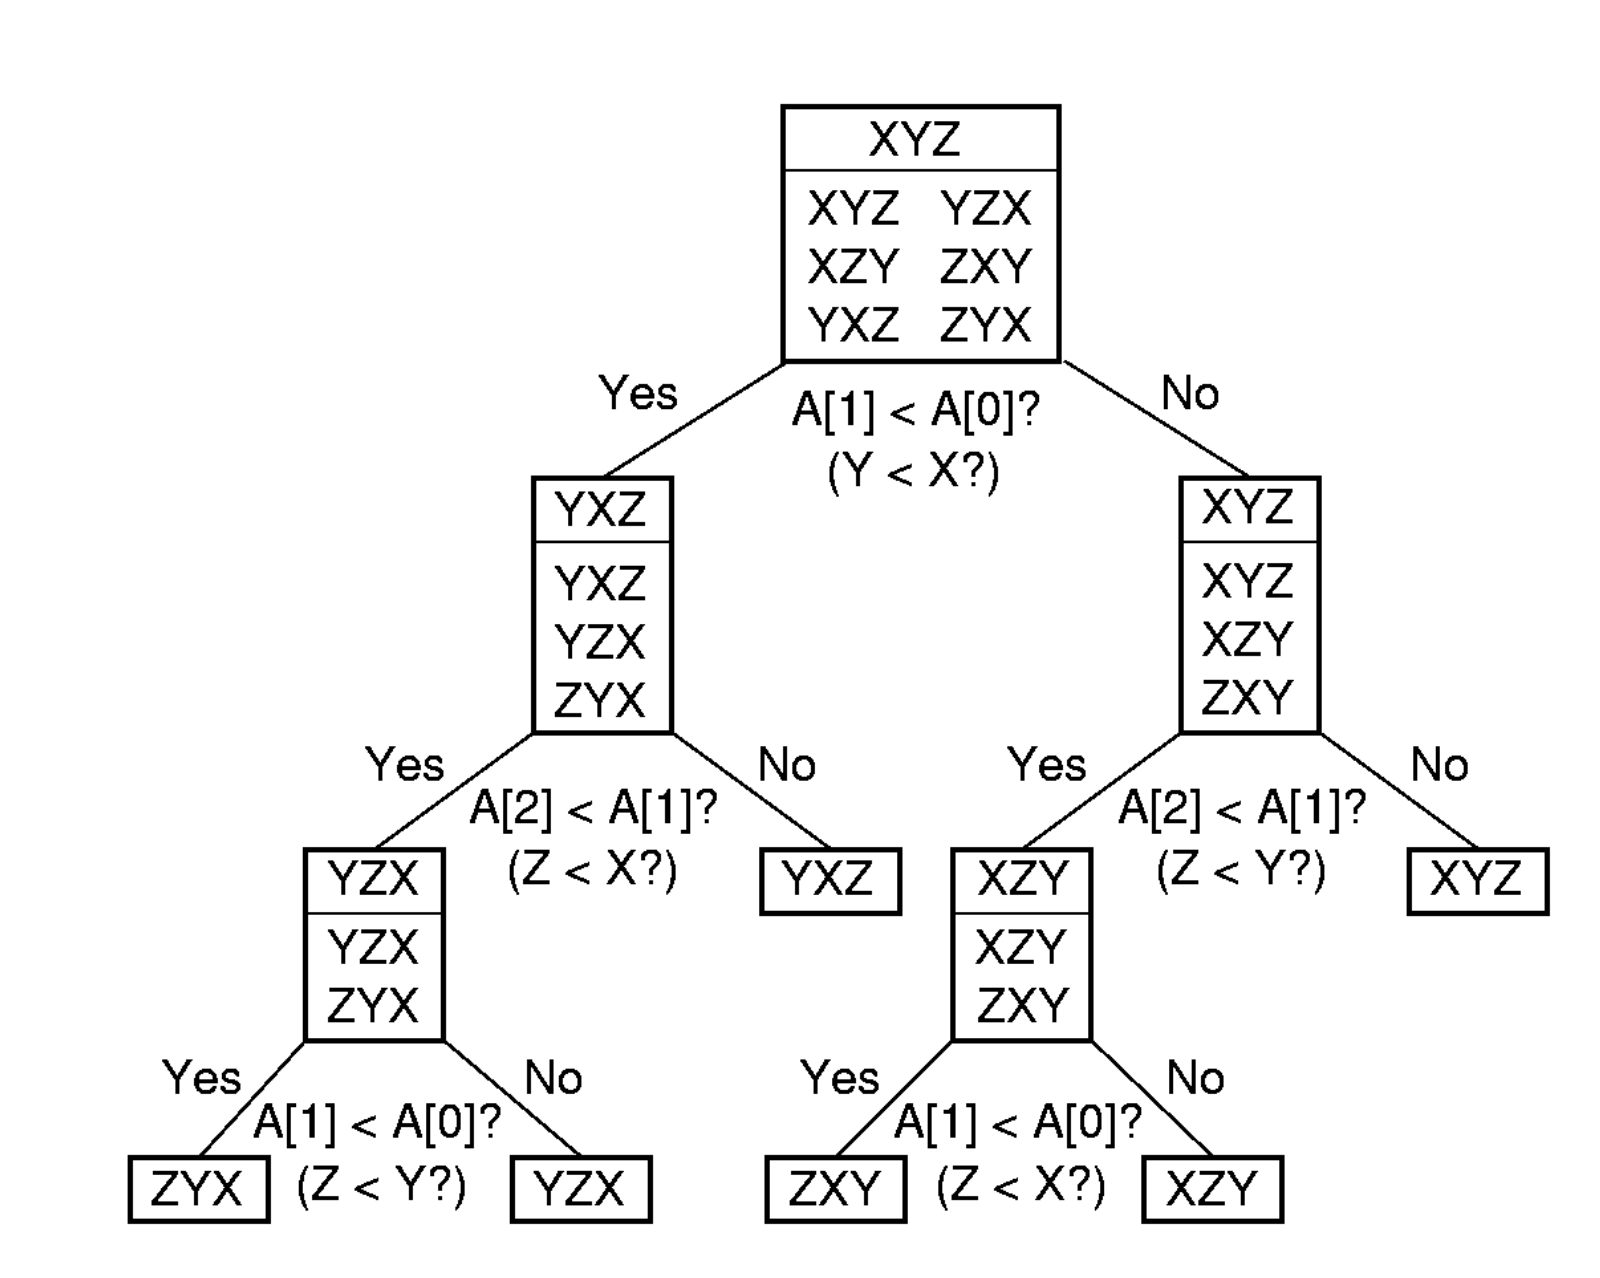 XYZ
XYZ YZX
XZY ZXY
YXZ ZYX
Yes
No
A[1] < A[0]?
(Y < X?)
YXZ
YXZ
YZX
ZYX
XYZ
XYZ
XZY
ZXY
Yes
No
A[2] < A[1]?
(Z < X?)
Yes
No
A[2] < A[1]?
(Z < Y?)
YZX
YZX
ZYX
YXZ
XZY
XZY
ZXY
XYZ
Yes
No
A[1] < A[0]?
(Z < Y?)
Yes
No
A[1] < A[0]?
(Z < X?)
ZYX
YZX
ZXY
XZY